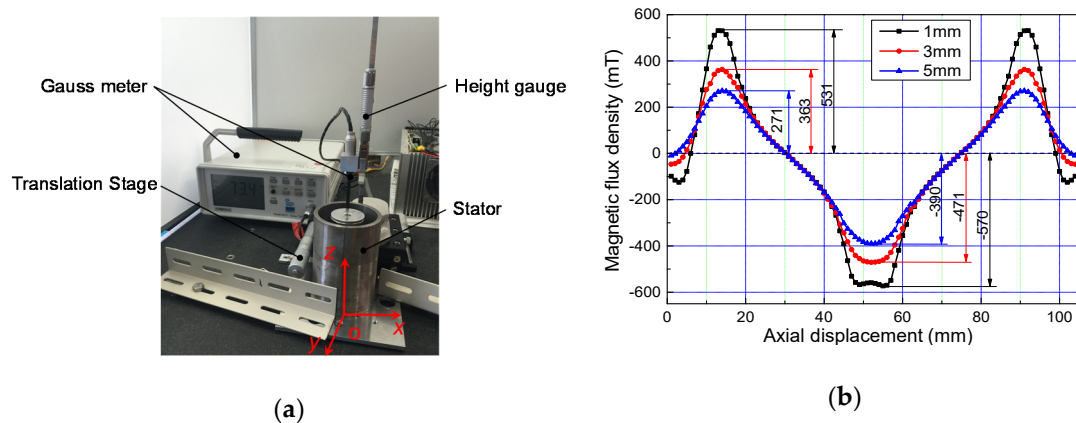 Gauss meter
Height gauge
Translation Stage
Stator
z
x
o
y
(a)
Magnetic flux density (mT)
600
400
200
0
-200
-400
-600
1mm
3mm
5mm
271
363
531
-390
-471
-570
0
20
40
60
80
100
Axial displacement (mm)
(b)